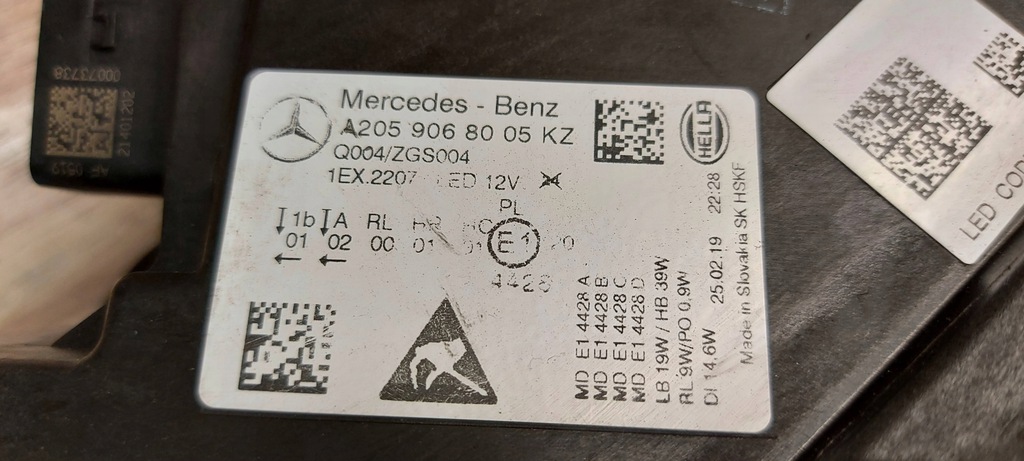 00073738
21401.202
Mercedes - Benz
A205 906 80 05 KZ
HELLA
Q004/ZGS004
1EX.2207 LED 12V
PL
1b A RL
01 02 00 01
E1
4428
MD E1 4428 A
MD E1 4428 B
MD E1 4428 C
MD E1 4428 D
LB 19W / HB 39W
RL 9W/PO 0,9W
DI 14,6W 25.02.19 22:28
Made in Slovakia SK HSKF